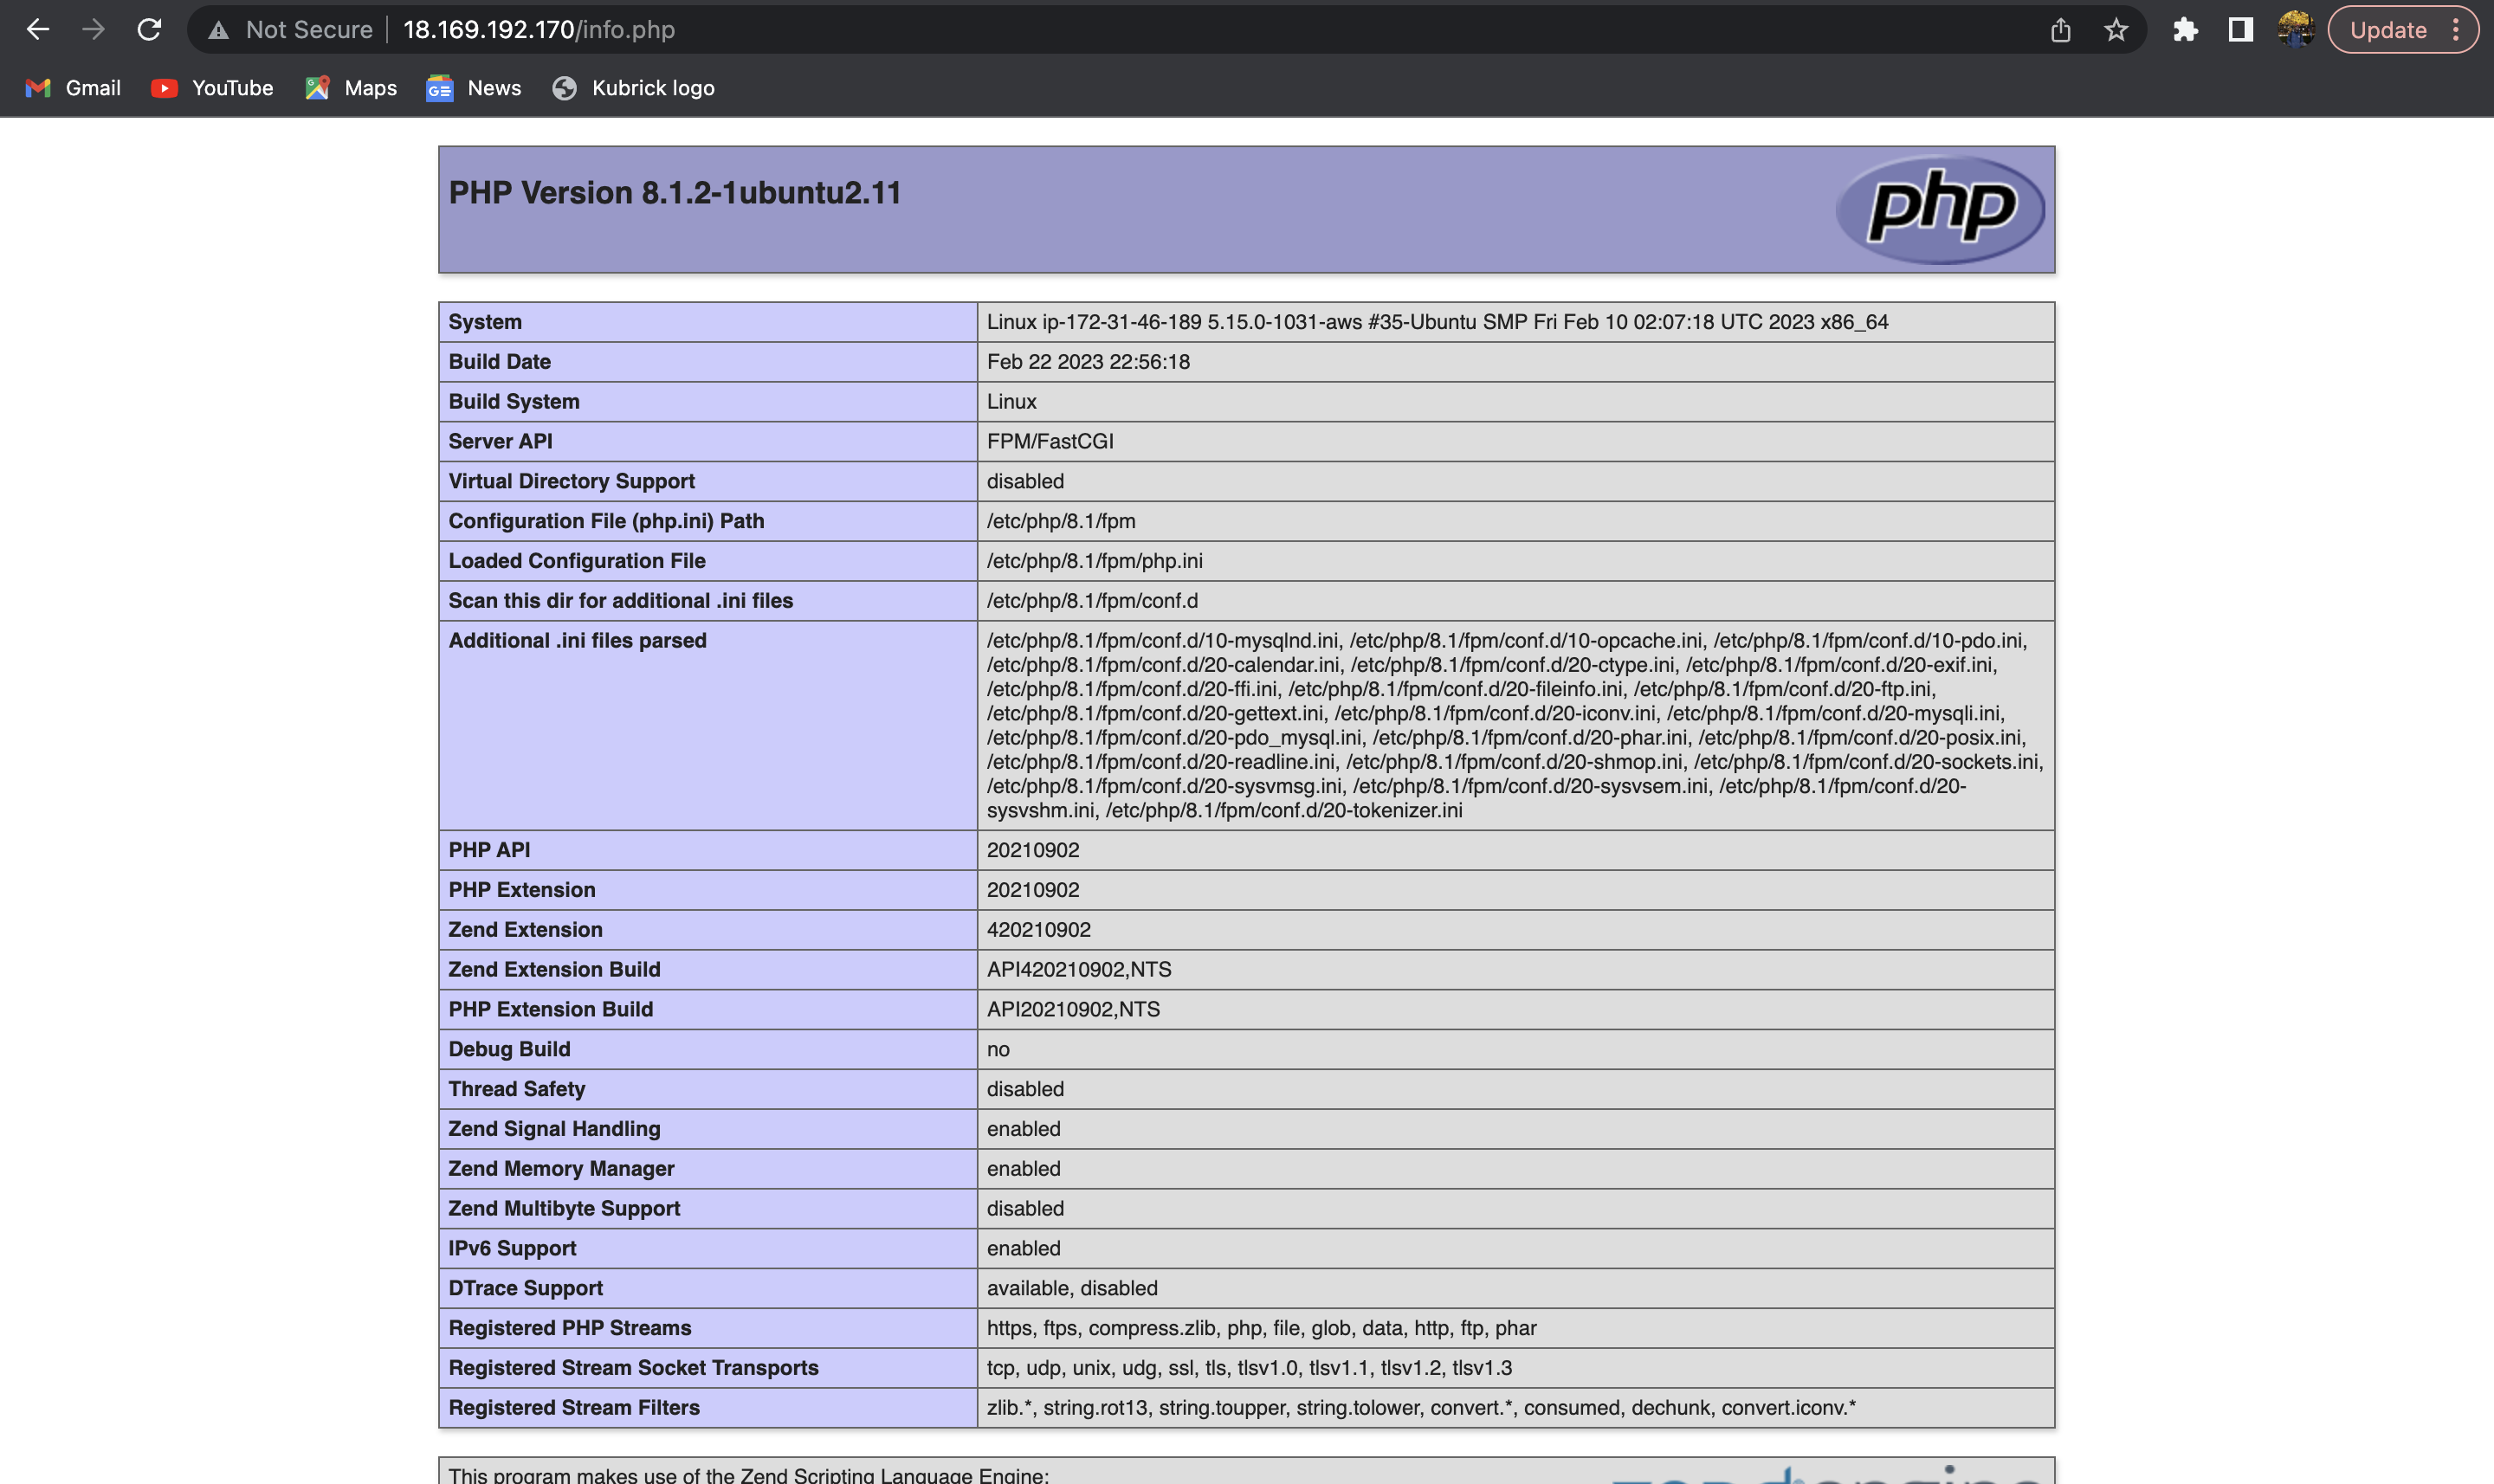 Not Secure | 18.169.192.170/info.php
Update
Gmail YouTube Maps News Kubrick logo
PHP Version 8.1.2-1ubuntu2.11
php
System Linux ip-172-31-46-189 5.15.0-1031-aws #35-Ubuntu SMP Fri Feb 10 02:07:18 UTC 2023 x86_64
Build Date Feb 22 2023 22:56:18
Build System Linux
Server API FPM/FastCGI
Virtual Directory Support disabled
Configuration File (php.ini) Path /etc/php/8.1/fpm
Loaded Configuration File /etc/php/8.1/fpm/php.ini
Scan this dir for additional .ini files /etc/php/8.1/fpm/conf.d
Additional .ini files parsed /etc/php/8.1/fpm/conf.d/10-mysqlnd.ini, /etc/php/8.1/fpm/conf.d/10-opcache.ini, /etc/php/8.1/fpm/conf.d/10-pdo.ini,
/etc/php/8.1/fpm/conf.d/20-calendar.ini, /etc/php/8.1/fpm/conf.d/20-ctype.ini, /etc/php/8.1/fpm/conf.d/20-exif.ini,
/etc/php/8.1/fpm/conf.d/20-ffi.ini, /etc/php/8.1/fpm/conf.d/20-fileinfo.ini, /etc/php/8.1/fpm/conf.d/20-ftp.ini,
/etc/php/8.1/fpm/conf.d/20-gettext.ini, /etc/php/8.1/fpm/conf.d/20-iconv.ini, /etc/php/8.1/fpm/conf.d/20-mysqli.ini,
/etc/php/8.1/fpm/conf.d/20-pdo_mysql.ini, /etc/php/8.1/fpm/conf.d/20-phar.ini, /etc/php/8.1/fpm/conf.d/20-posix.ini,
/etc/php/8.1/fpm/conf.d/20-readline.ini, /etc/php/8.1/fpm/conf.d/20-shmop.ini, /etc/php/8.1/fpm/conf.d/20-sockets.ini,
/etc/php/8.1/fpm/conf.d/20-sysvmsg.ini, /etc/php/8.1/fpm/conf.d/20-sysvsem.ini, /etc/php/8.1/fpm/conf.d/20-
sysvshm.ini, /etc/php/8.1/fpm/conf.d/20-tokenizer.ini
PHP API 20210902
PHP Extension 20210902
Zend Extension 420210902
Zend Extension Build API420210902,NTS
PHP Extension Build API20210902,NTS
Debug Build no
Thread Safety disabled
Zend Signal Handling enabled
Zend Memory Manager enabled
Zend Multibyte Support disabled
IPv6 Support enabled
DTrace Support available, disabled
Registered PHP Streams https, ftps, compress.zlib, php, file, glob, data, http, ftp, phar
Registered Stream Socket Transports tcp, udp, unix, udg, ssl, tls, tlsv1.0, tlsv1.1, tlsv1.2, tlsv1.3
Registered Stream Filters zlib.*, string.rot13, string.toupper, string.tolower, convert.*, consumed, dechunk, convert.iconv.*
This program makes use of the Zend Scripting Language Engine: